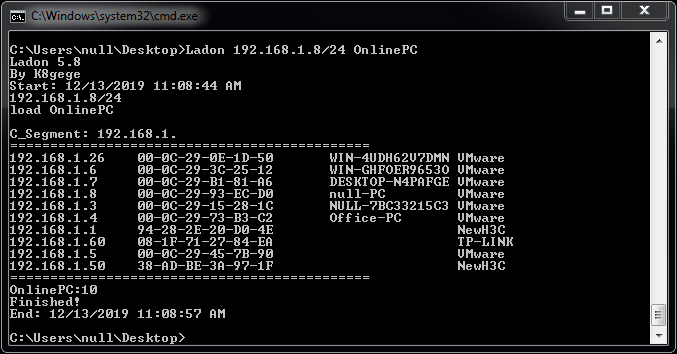 C:\Windows\system32\cmd.exe
C:\Users\null\Desktop>Ladon 192.168.1.8/24 OnlinePC
Ladon 5.8
By K8gege
Start: 12/13/2019 11:08:44 AM
192.168.1.8/24
load OnlinePC
C_Segment: 192.168.1.
=============================================
192.168.1.26 00-0C-29-0E-1D-50 WIN-4UDH62V7DMN VMware
192.168.1.6 00-0C-29-3C-25-12 WIN-GHFOER9653O VMware
192.168.1.7 00-0C-29-B1-81-A6 DESKTOP-N4PAFGE VMware
192.168.1.8 00-0C-29-93-EC-D0 null-PC VMware
192.168.1.3 00-0C-29-15-28-1C NULL-7BC33215C3 VMware
192.168.1.4 00-0C-29-73-B3-C2 Office-PC VMware
192.168.1.1 94-28-2E-20-D0-4E NewH3C
192.168.1.60 08-1F-71-27-84-EA TP-LINK
192.168.1.5 00-0C-29-45-7B-90 VMware
192.168.1.50 38-AD-BE-3A-97-1F NewH3C
=============================================
OnlinePC:10
Finished!
End: 12/13/2019 11:08:57 AM
C:\Users\null\Desktop>